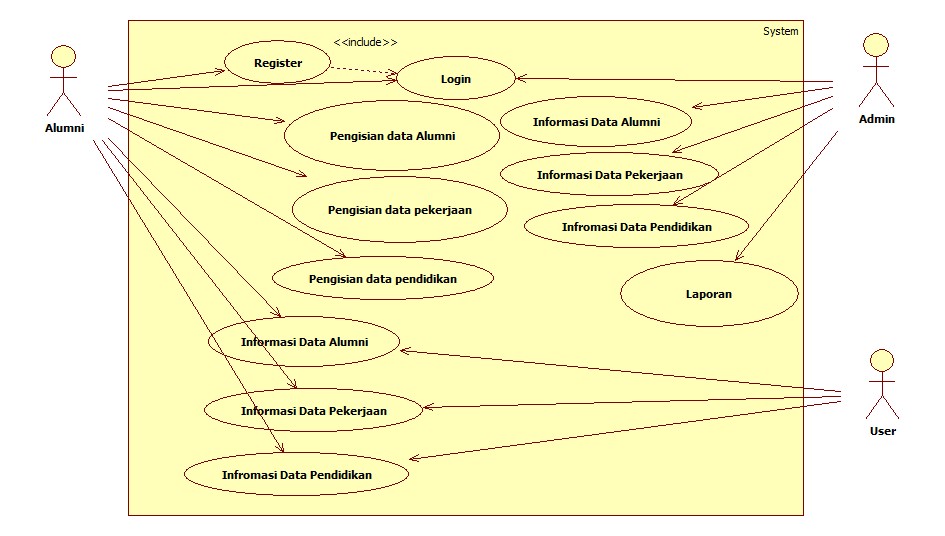 System
<<include>>
Register
Login
Alumni
Admin
Pengisian data Alumni
Informasi Data Alumni
Informasi Data Pekerjaan
Pengisian data pekerjaan
Infromasi Data Pendidikan
Pengisian data pendidikan
Laporan
Informasi Data Alumni
Informasi Data Pekerjaan
User
Infromasi Data Pendidikan